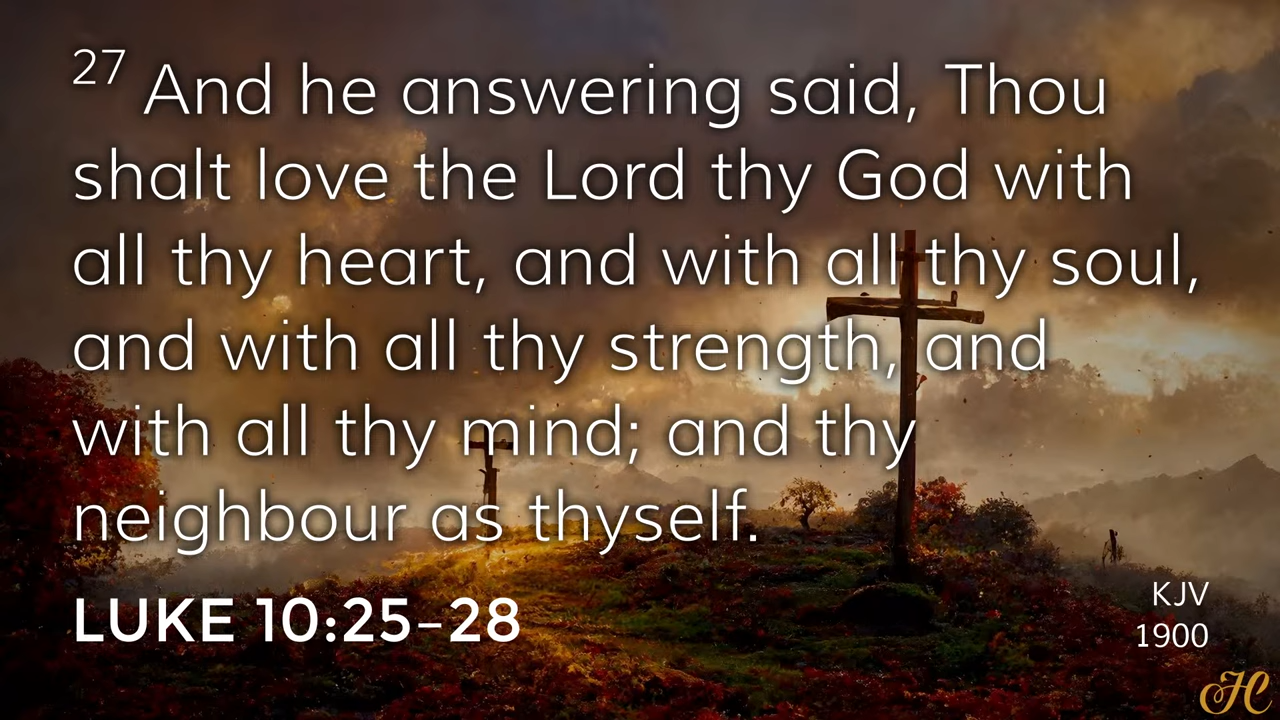 27 And he answering said, Thou
shalt love the Lord thy God with
all thy heart, and with all thy soul,
and with all thy strength, and
with all thy mind; and thy
neighbour as thyself.
LUKE 10:25–28
KJV
1900
HC